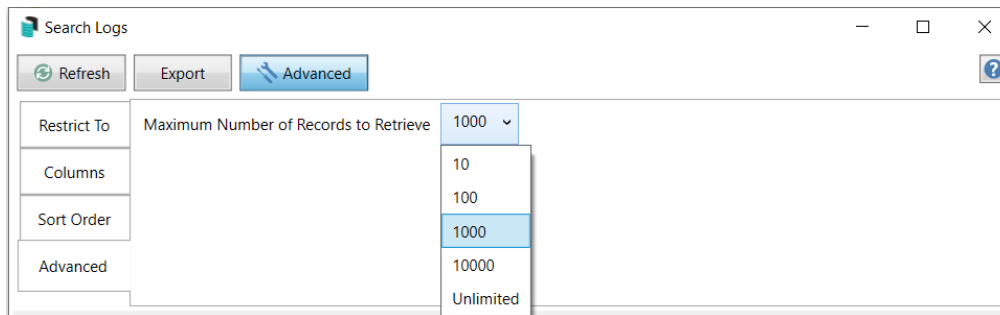 Search Logs
Refresh Export Advanced
?
Restrict To
Maximum Number of Records to Retrieve 1000
Columns
Sort Order
Advanced
10
100
1000
10000
Unlimited